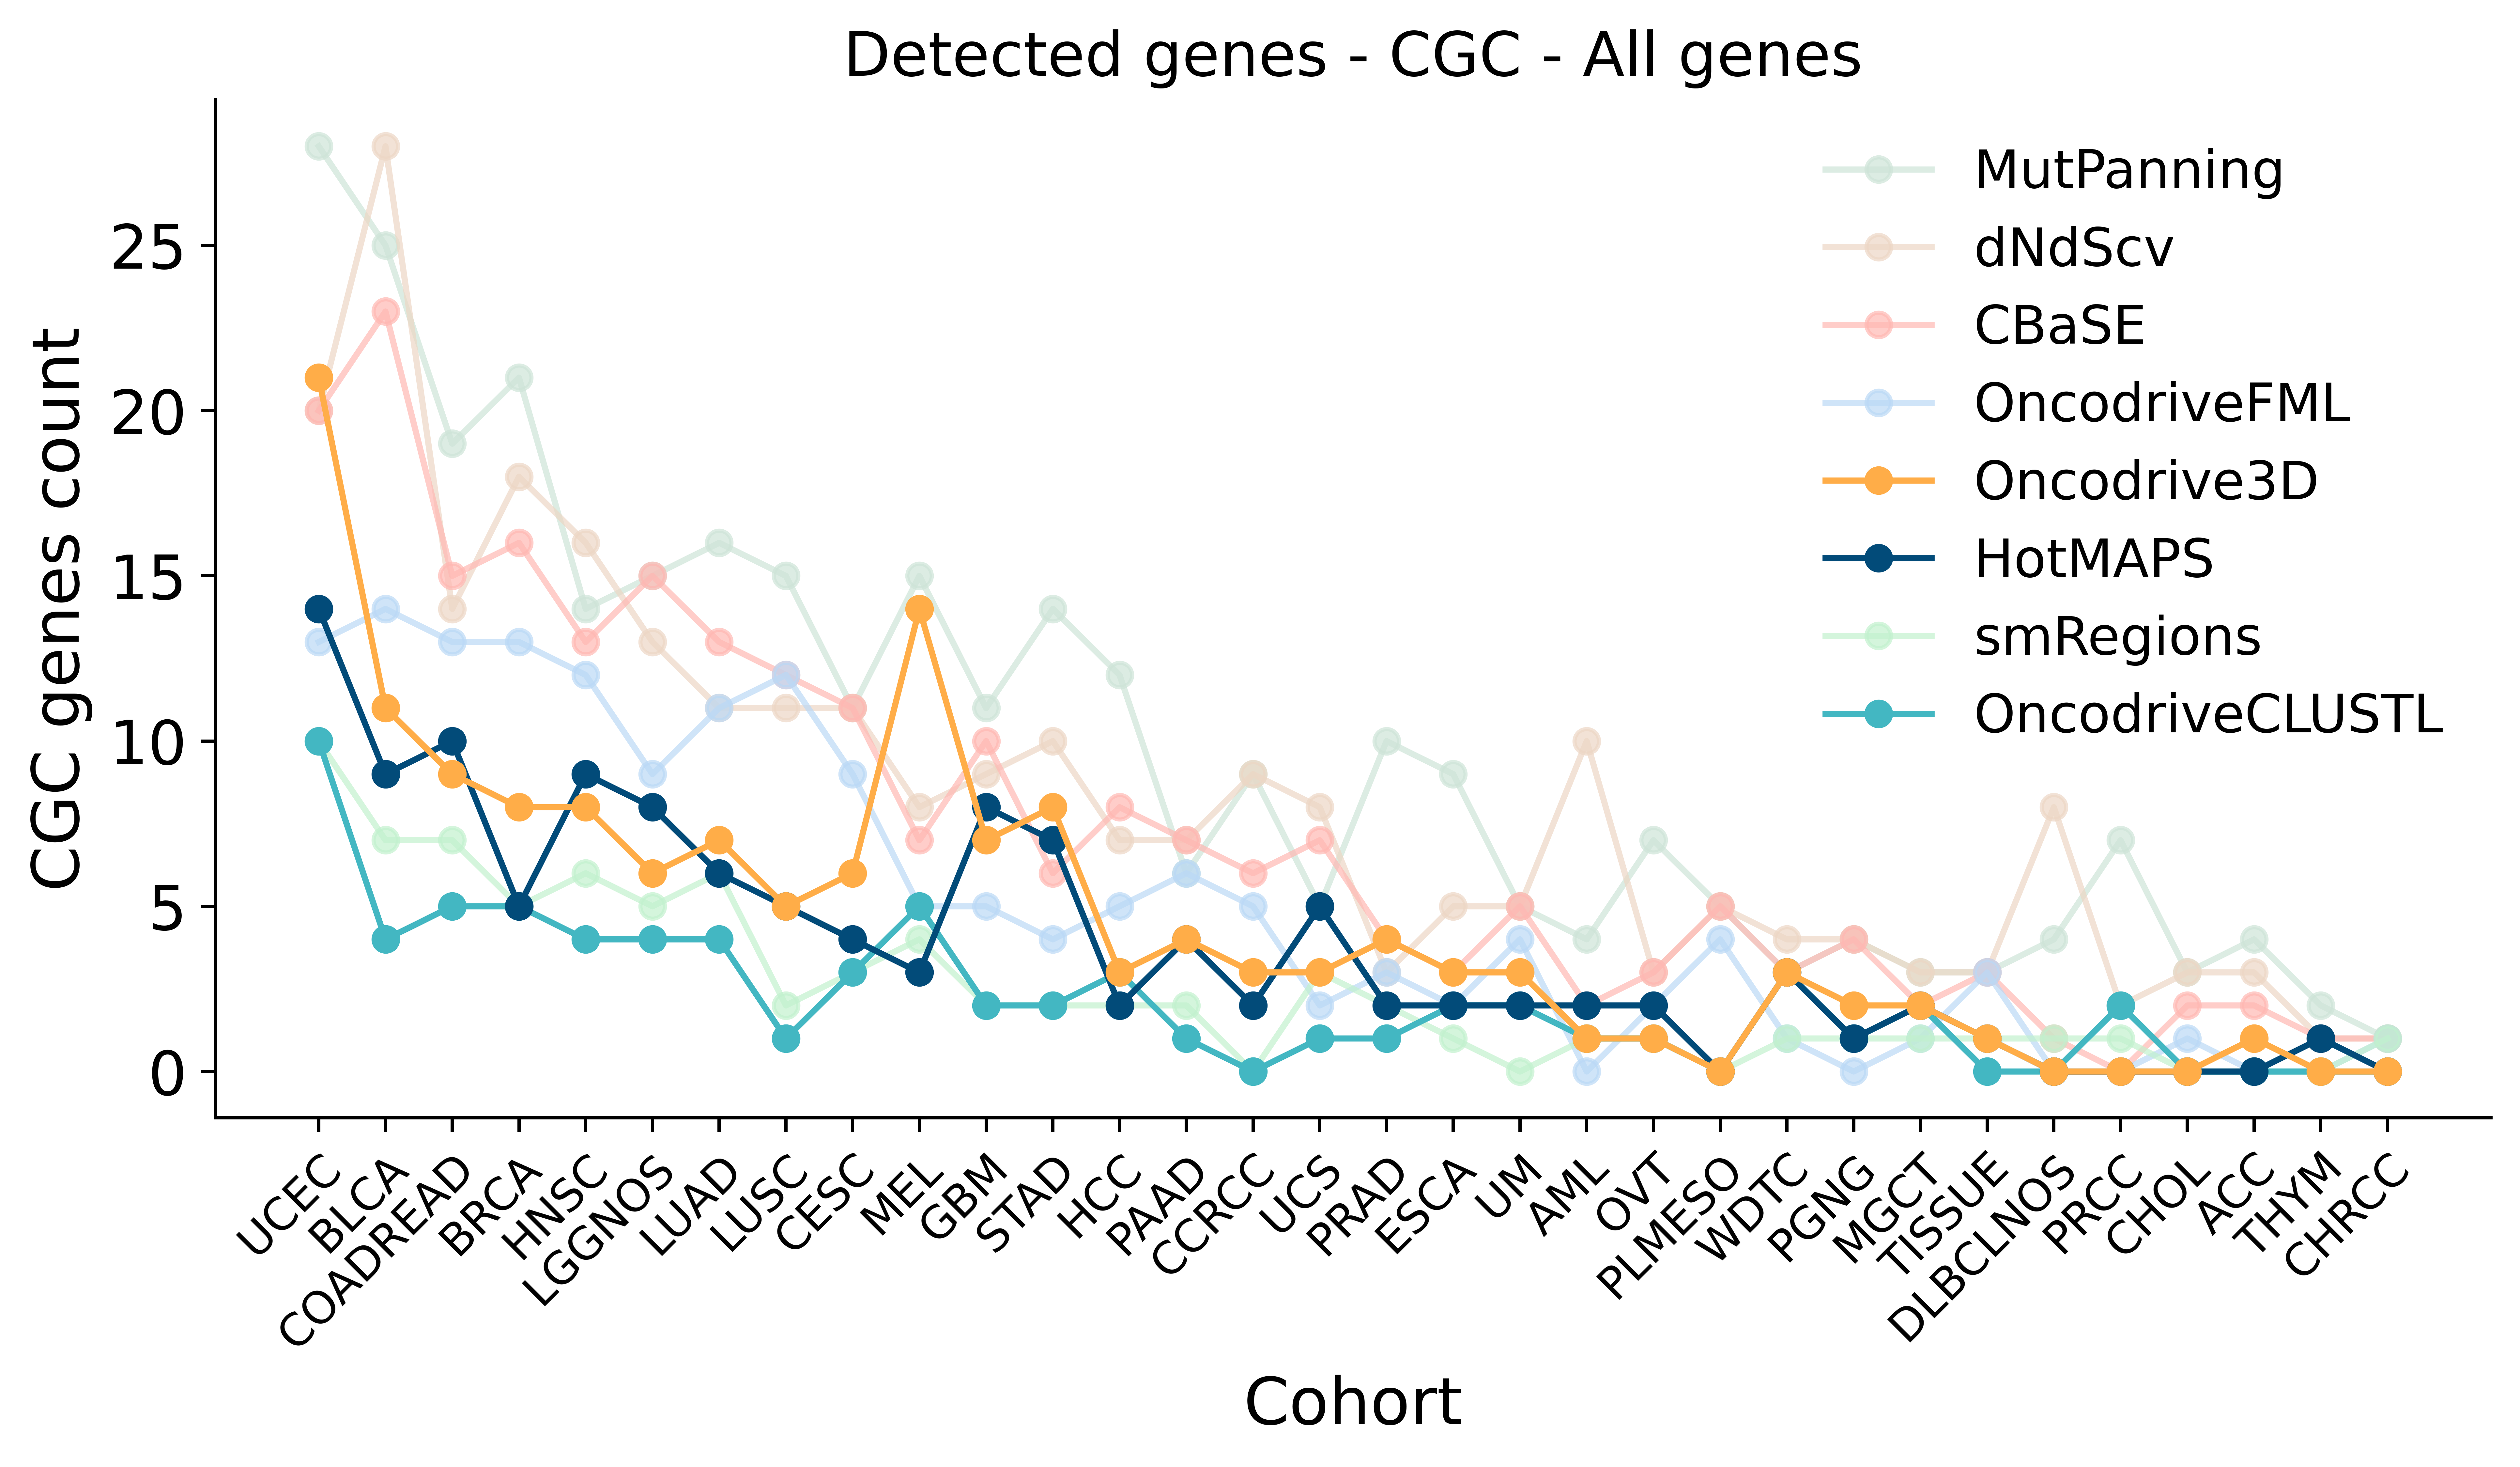 Detected genes - CGC - All genes
CGC genes count
25
20
15
10
5
0
MutPanning
dNdScv
CBaSE
OncodriveFML
Oncodrive3D
HotMAPS
smRegions
OncodriveCLUSTL
UCEC
BLCA
COADREAD
BRCA
HNSC
LGGNOS
LUAD
LUSC
CESC
MEL
GBM
STAD
HCC
PAAD
CCRCC
UCS
PRAD
ESCA
UM
AML
OVT
PLMESO
WDTC
PGNG
MGCT
TISSUE
DLBCLNOS
PRCC
CHOL
ACC
THYM
CHRCC
Cohort